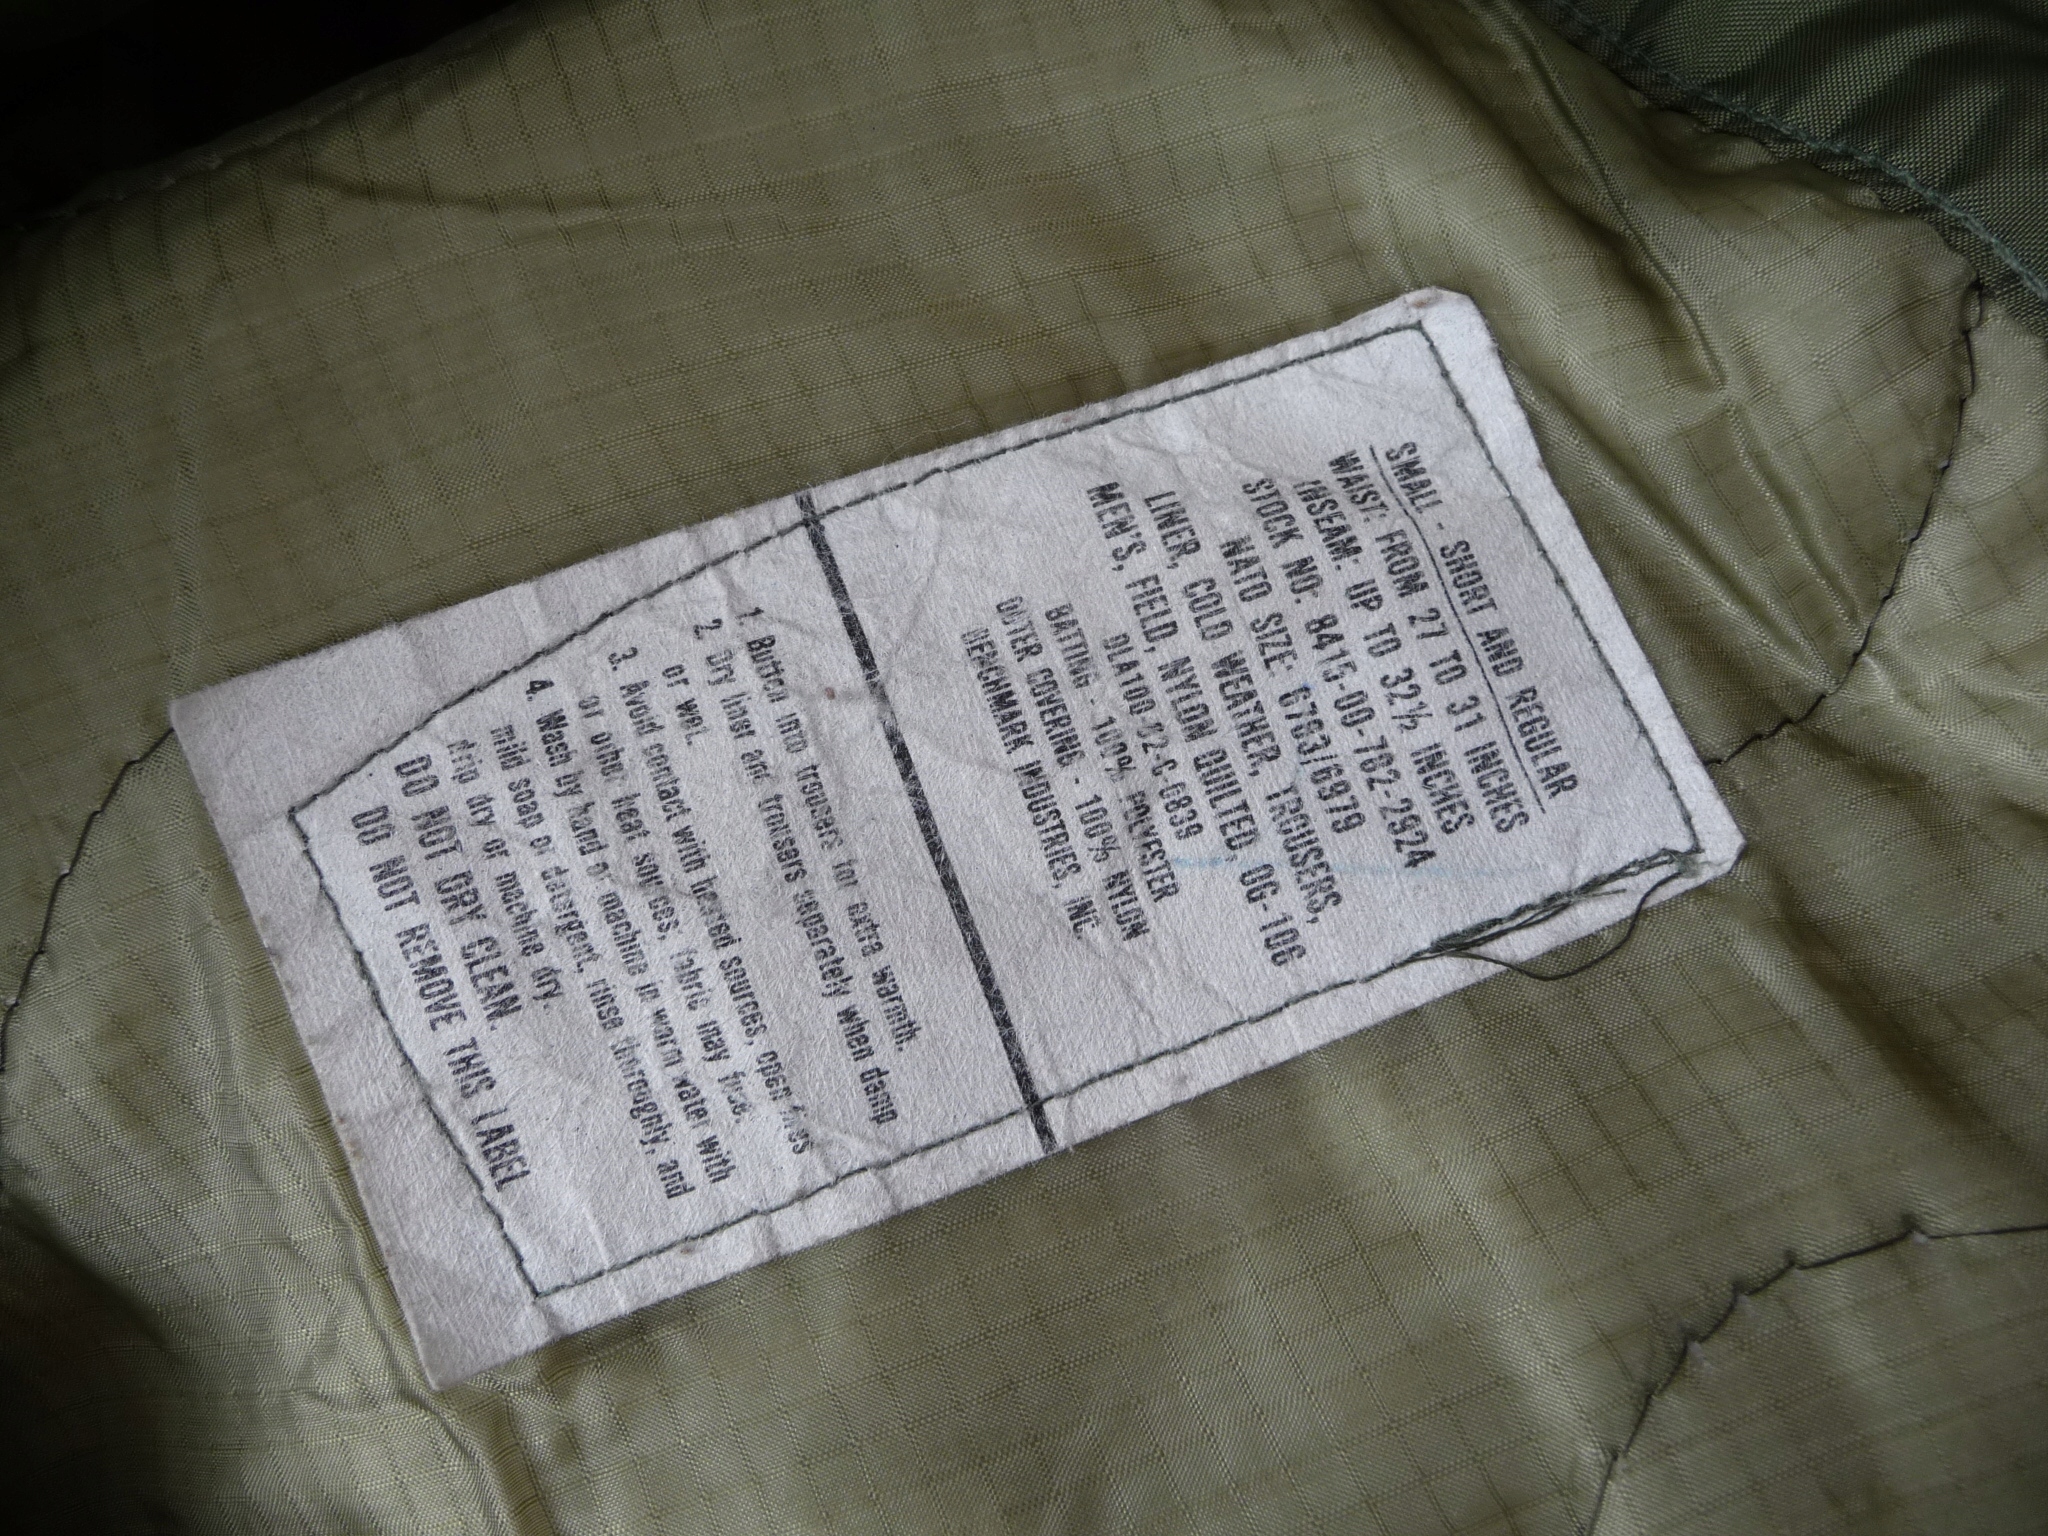 SMALL - SHORT AND REGULAR
WAIST: FROM 27 TO 31 INCHES
INSEAM: UP TO 32½ INCHES
STOCK NO: 8415-00-782-2924
NATO SIZE: 6783/6979
LINER, COLD WEATHER, TROUSERS,
MEN'S, FIELD, NYLON QUILTED, OG-106
DLA100-82-C-0839
BATTING - 100% POLYESTER
OUTER COVERING - 100% NYLON
BENCHMARK INDUSTRIES, INC.
1. Button into trousers for extra warmth.
2. Dry liner and trousers separately when damp
or wet.
3. Avoid contact with heated sources, open fires
or other heat sources, fabric may fuse.
4. Wash by hand or machine in warm water with
mild soap or detergent, rinse thoroughly, and
drip dry or machine dry.
DO NOT DRY CLEAN.
DO NOT REMOVE THIS LABEL